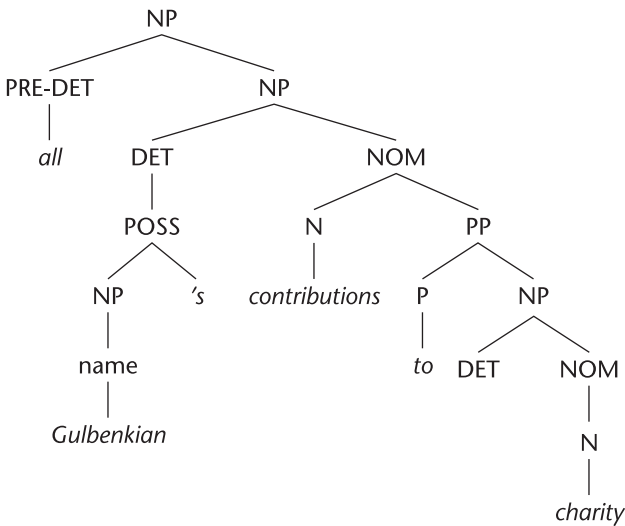 NP
PRE-DET NP
all DET NOM
POSS N PP
NP 's contributions P NP
name to DET NOM
Gulbenkian N
charity